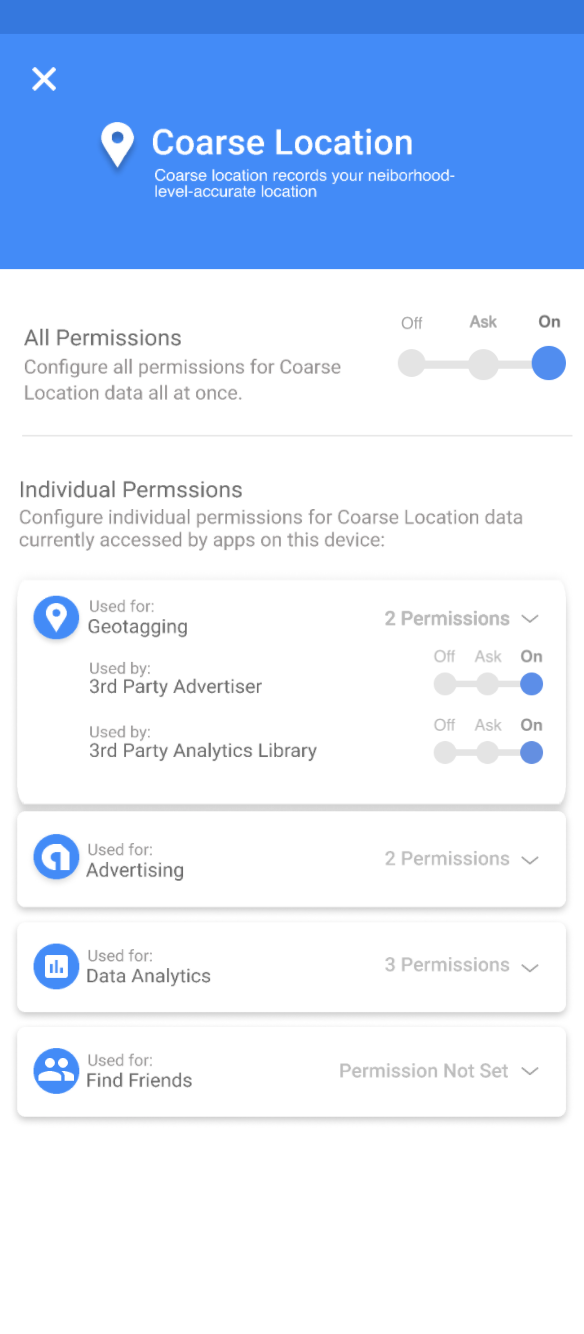 Coarse Location
Coarse location records your neiborhood-
level-accurate location
Off Ask On
All Permissions
Configure all permissions for Coarse
Location data all at once.
Individual Permssions
Configure individual permissions for Coarse Location data
currently accessed by apps on this device:
Used for:
Geotagging
2 Permissions
Off Ask On
Used by:
3rd Party Advertiser
Off Ask On
Used by:
3rd Party Analytics Library
Used for:
Advertising
2 Permissions
Used for:
Data Analytics
3 Permissions
Used for:
Find Friends
Permission Not Set